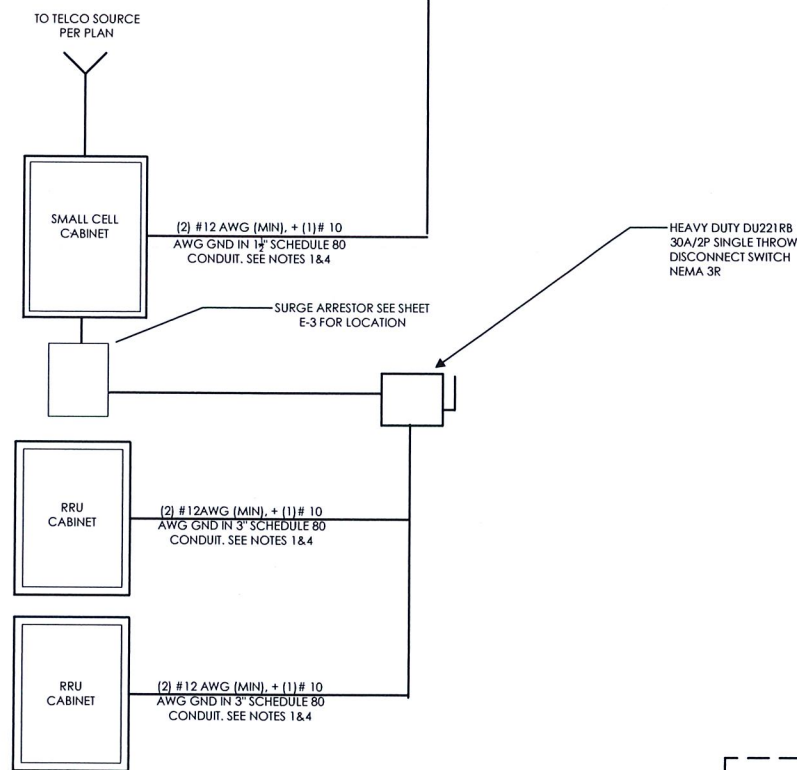 TO TELCO SOURCE
PER PLAN
SMALL CELL
CABINET
(2) #12 AWG (MIN), + (1)# 10
AWG GND IN 1½" SCHEDULE 80
CONDUIT. SEE NOTES 1&4
HEAVY DUTY DU221RB
30A/2P SINGLE THROW
DISCONNECT SWITCH
NEMA 3R
SURGE ARRESTOR SEE SHEET
E-3 FOR LOCATION
RRU
CABINET
(2) #12AWG (MIN), + (1)# 10
AWG GND IN 3" SCHEDULE 80
CONDUIT. SEE NOTES 1&4
RRU
CABINET
(2) #12 AWG (MIN), + (1)# 10
AWG GND IN 3" SCHEDULE 80
CONDUIT. SEE NOTES 1&4